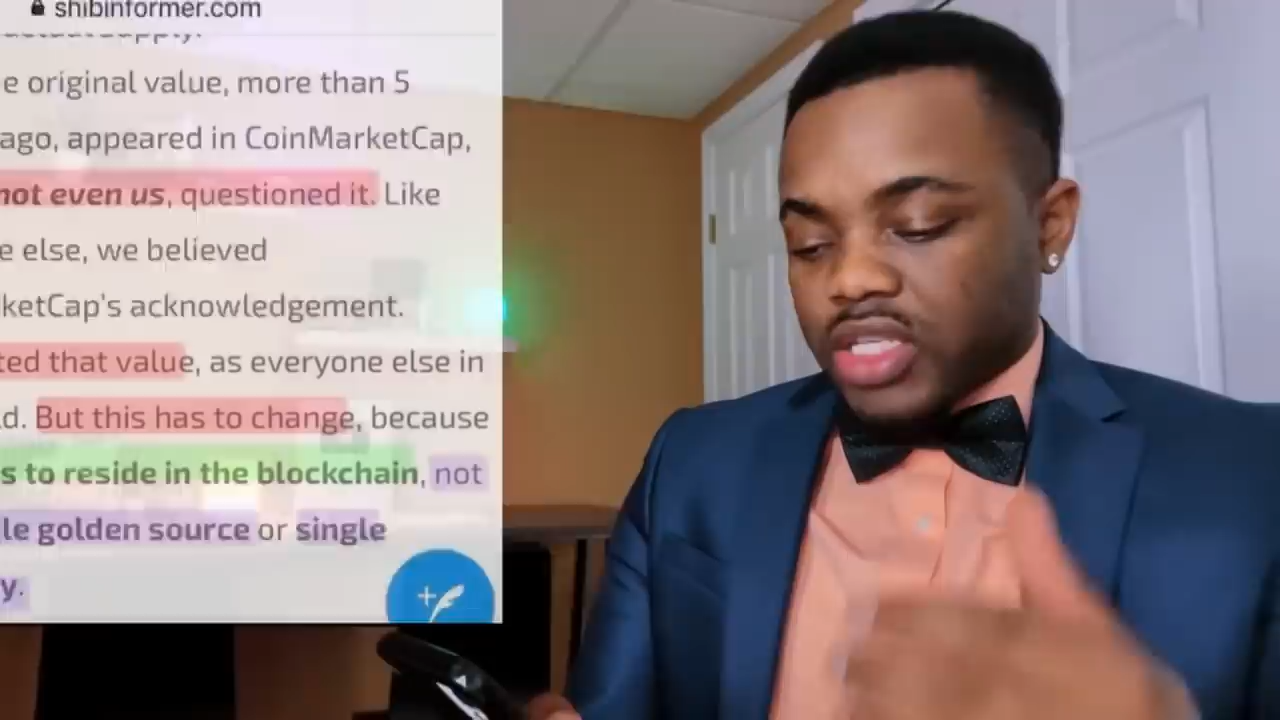 shibinformer.com
actual supply.
e original value, more than 5
ago, appeared in CoinMarketCap,
not even us, questioned it. Like
e else, we believed
ketCap's acknowledgement.
ted that value, as everyone else in
d. But this has to change, because
s to reside in the blockchain, not
le golden source or single
y.